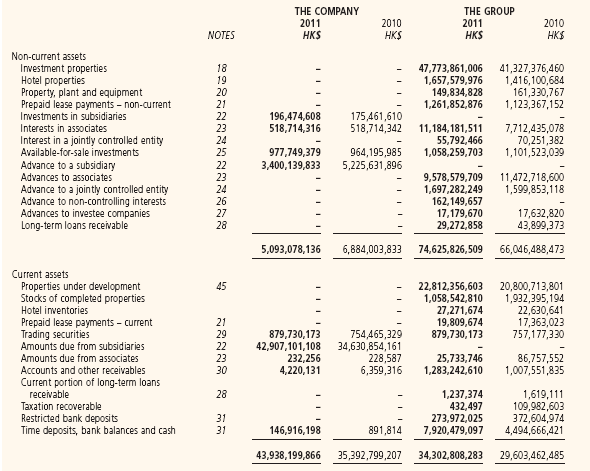 THE COMPANY THE GROUP
2011 2010 2011 2010
NOTES HK$ HK$ HK$ HK$
Non-current assets
Investment properties 18 – – 47,773,861,006 41,327,376,460
Hotel properties 19 – – 1,657,579,976 1,416,100,684
Property, plant and equipment 20 – – 149,834,828 161,330,767
Prepaid lease payments – non-current 21 – – 1,261,852,876 1,123,367,152
Investments in subsidiaries 22 196,474,608 175,461,610 – –
Interests in associates 23 518,714,316 518,714,342 11,184,181,511 7,712,435,078
Interest in a jointly controlled entity 24 – – 55,792,466 70,251,382
Available-for-sale investments 25 977,749,379 964,195,985 1,058,259,703 1,101,523,039
Advance to a subsidiary 22 3,400,139,833 5,225,631,896 – –
Advances to associates 23 – – 9,578,579,709 11,472,718,600
Advance to a jointly controlled entity 24 – – 1,697,282,249 1,599,853,118
Advance to non-controlling interests 26 – – 162,149,657 –
Advances to investee companies 27 – – 17,179,670 17,632,820
Long-term loans receivable 28 – – 29,272,858 43,899,373
5,093,078,136 6,884,003,833 74,625,826,509 66,046,488,473
Current assets
Properties under development 45 – – 22,812,356,603 20,800,713,801
Stocks of completed properties – – 1,058,542,810 1,932,395,194
Hotel inventories – – 27,271,674 22,630,641
Prepaid lease payments – current 21 – – 19,809,674 17,363,023
Trading securities 29 879,730,173 754,465,329 879,730,173 757,177,330
Amounts due from subsidiaries 22 42,907,101,108 34,630,854,161 – –
Amounts due from associates 23 232,256 228,587 25,733,746 86,757,552
Accounts and other receivables 30 4,220,131 6,359,316 1,283,242,610 1,007,551,835
Current portion of long-term loans
receivable 28 – – 1,237,374 1,619,111
Taxation recoverable – – 432,497 109,982,603
Restricted bank deposits 31 – – 273,972,025 372,604,974
Time deposits, bank balances and cash 31 146,916,198 891,814 7,920,479,097 4,494,666,421
43,938,199,866 35,392,799,207 34,302,808,283 29,603,462,485